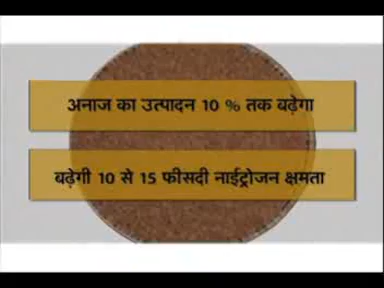 अनाज का उत्पादन 10 % तक बढ़ेगा
बढ़ेगी 10 से 15 फीसदी नाईट्रोजन क्षमता